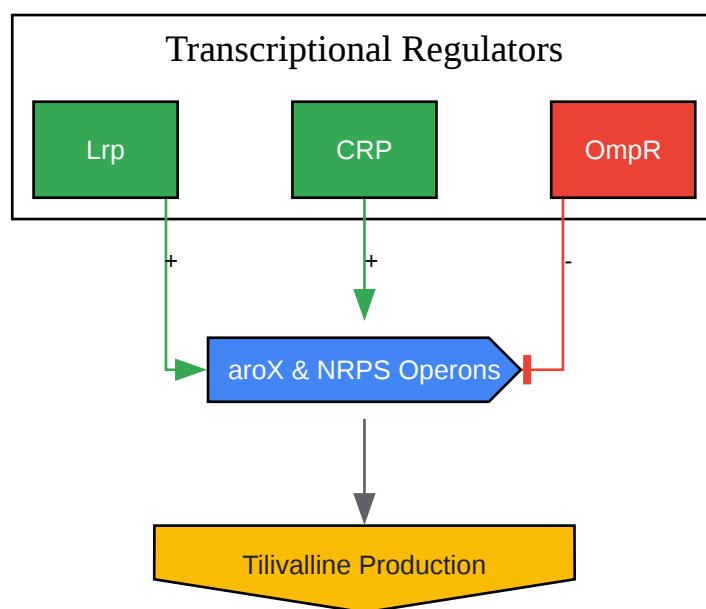 Transcriptional Regulators
Lrp
CRP
OmpR
+
+
-
aroX & NRPS Operons
Tilivalline Production